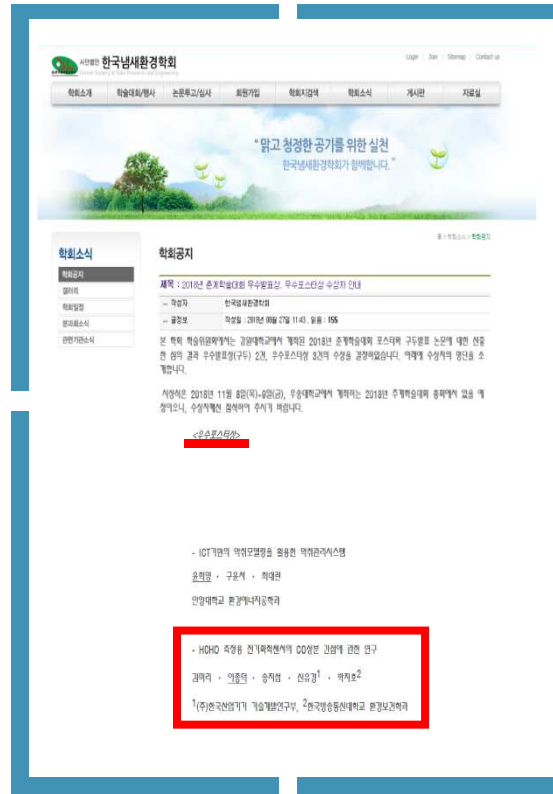 사단법인 한국냄새환경학회
Login Join Sitemap Contact us
학회소개 학술대회/행사 논문투고/심사 회원가입 학회지검색 학회소식 게시판 자료실
“ 맑고 청정한 공기를 위한 실천
한국냄새환경학회가 함께합니다. ”
홈 > 학회소식 > 학회공지
학회소식
학회공지
갤러리
학회일정
분과회소식
관련기관소식
학회공지
제목 : 2018년 춘계학술대회 우수발표상, 우수포스터상 수상자 안내
작성자 한국냄새환경학회
글정보 작성일 : 2018년 08월 27일 11:43, 읽음 : 155
본 학회 학술위원회에서는 강원대학교에서 개최된 2018년 춘계학술대회 포스터와 구두발표 논문에 대한 신중
한 심의 결과 우수발표상(구두) 2건, 우수포스터상 3건의 수상을 결정하였습니다. 아래에 수상자의 명단을 소
개합니다.
시상식은 2018년 11월 8일(목)-9일(금), 우송대학교에서 개최하는 2018년 추계학술대회 총회에서 있을 예
정이오니, 수상자께선 참석하여 주시기 바랍니다.
<우수포스터상>
- ICT기반의 악취모델링을 활용한 악취관리시스템
윤희영 · 구윤서 · 최대련
안양대학교 환경에너지공학과
- HCHO 측정용 전기화학센서의 CO성분 간섭에 관한 연구
김미리 · 이종택 · 송지섭 · 신유경1 · 박지호2
1(주)한국산업기기 기술개발연구부, 2한국방송통신대학교 환경보건학과